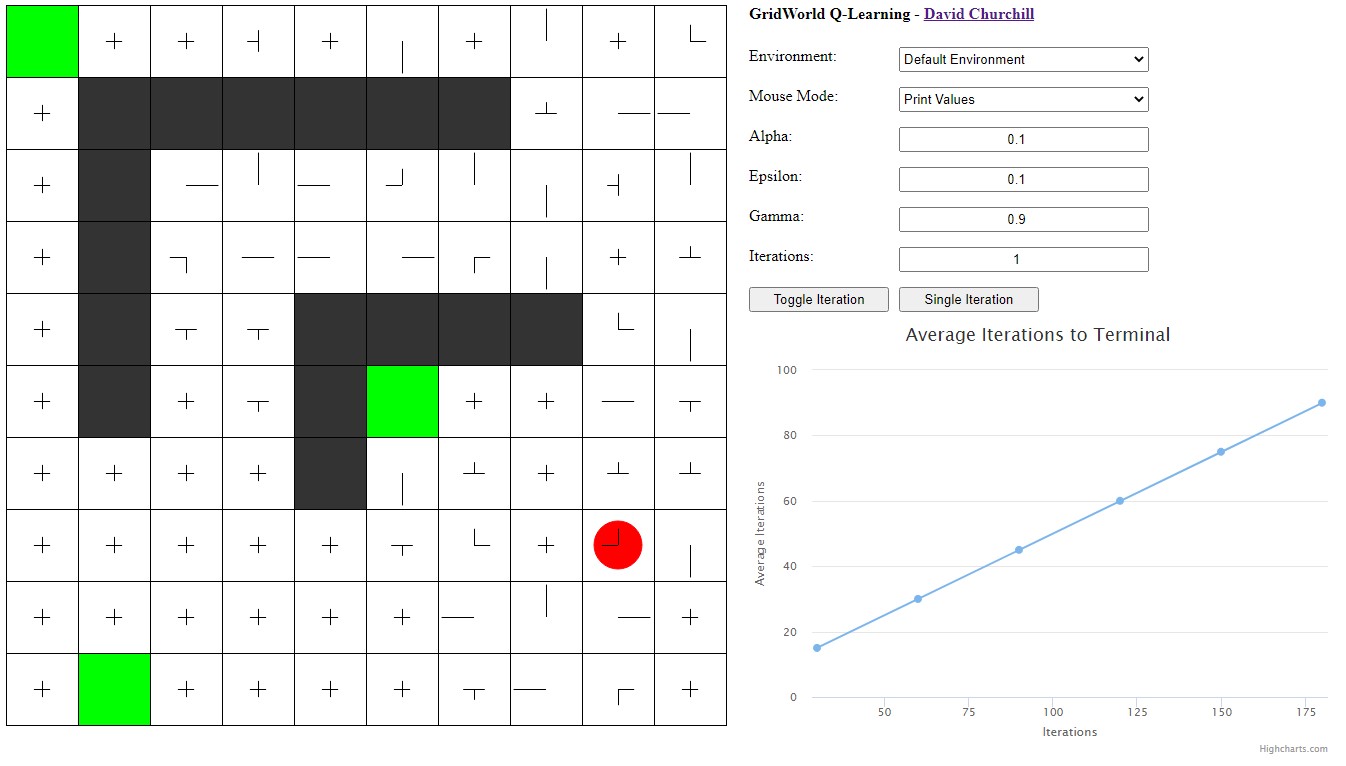 GridWorld Q-Learning - David Churchill
Environment: Default Environment
Mouse Mode: Print Values
Alpha: 0.1
Epsilon: 0.1
Gamma: 0.9
Iterations: 1
Toggle Iteration Single Iteration
Average Iterations to Terminal
100
80
60
40
20
0
Average Iterations
50 75 100 125 150 175
Iterations
Highcharts.com